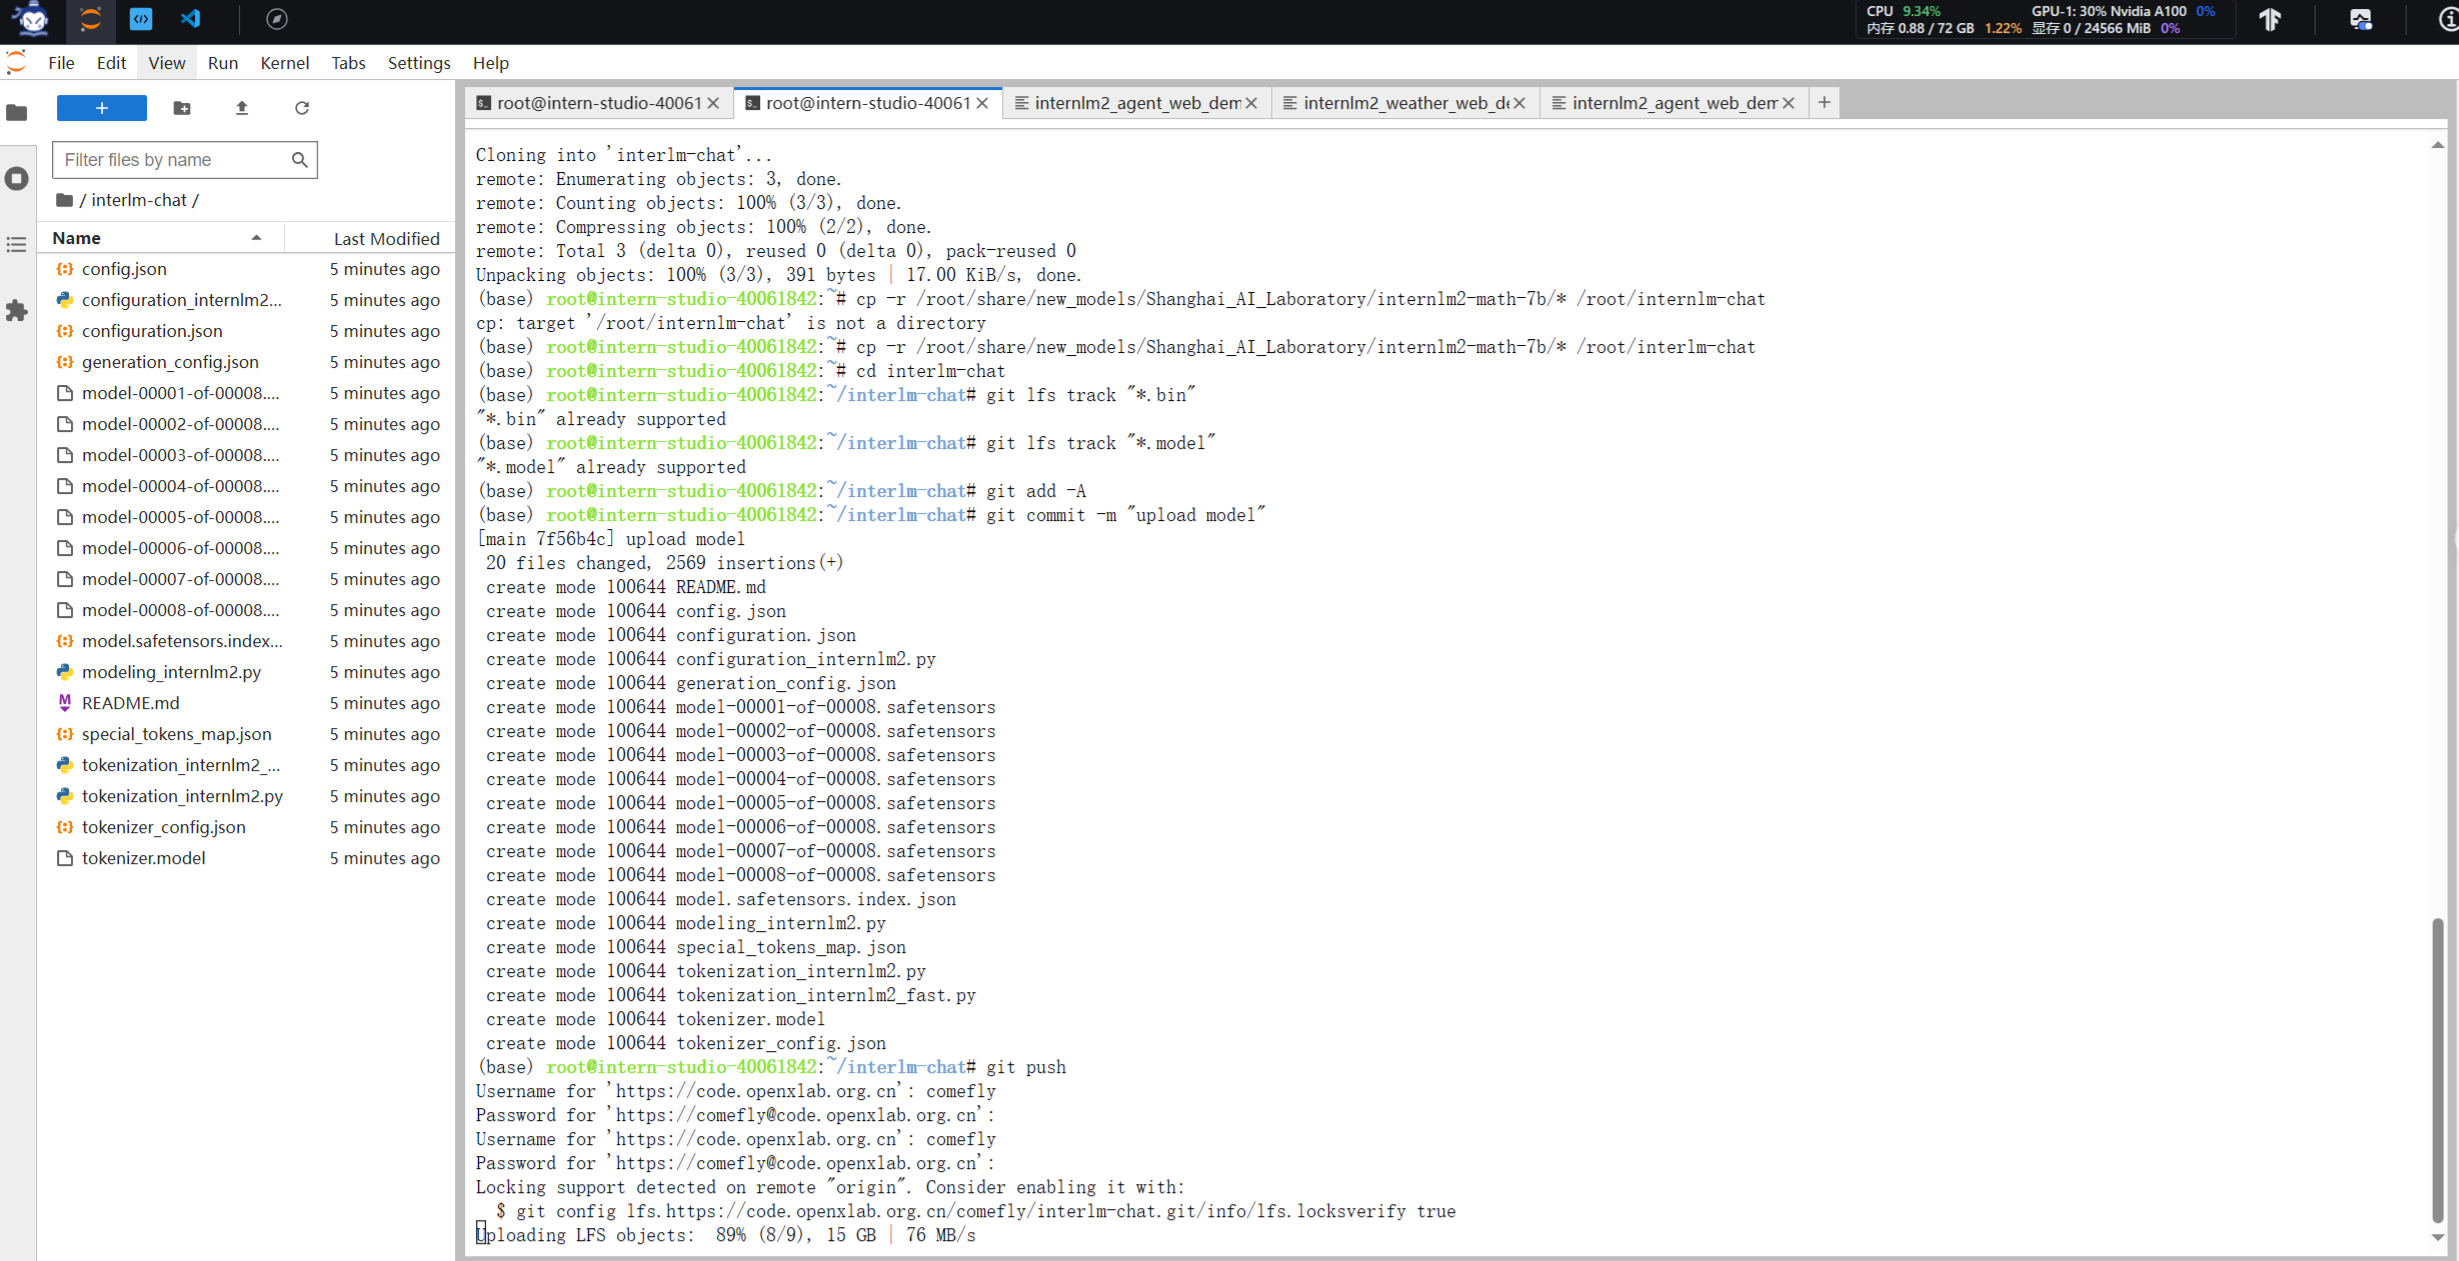 CPU 9.34% GPU-1: 30% Nvidia A100 0%
内存 0.88 / 72 GB 1.22% 显存 0 / 24566 MiB 0%
File Edit View Run Kernel Tabs Settings Help
root@intern-studio-40061 root@intern-studio-40061 internlm2_agent_web_dem internlm2_weather_web_d internlm2_agent_web_dem
Filter files by name
/ interlm-chat /
Name Last Modified
config.json 5 minutes ago
configuration_internlm2... 5 minutes ago
configuration.json 5 minutes ago
generation_config.json 5 minutes ago
model-00001-of-00008.... 5 minutes ago
model-00002-of-00008.... 5 minutes ago
model-00003-of-00008.... 5 minutes ago
model-00004-of-00008.... 5 minutes ago
model-00005-of-00008.... 5 minutes ago
model-00006-of-00008.... 5 minutes ago
model-00007-of-00008.... 5 minutes ago
model-00008-of-00008.... 5 minutes ago
model.safetensors.index... 5 minutes ago
modeling_internlm2.py 5 minutes ago
README.md 5 minutes ago
special_tokens_map.json 5 minutes ago
tokenization_internlm2_... 5 minutes ago
tokenization_internlm2.py 5 minutes ago
tokenizer_config.json 5 minutes ago
tokenizer.model 5 minutes ago
Cloning into 'interlm-chat'...
remote: Enumerating objects: 3, done.
remote: Counting objects: 100% (3/3), done.
remote: Compressing objects: 100% (2/2), done.
remote: Total 3 (delta 0), reused 0 (delta 0), pack-reused 0
Unpacking objects: 100% (3/3), 391 bytes | 17.00 KiB/s, done.
(base) root@intern-studio-40061842:~# cp -r /root/share/new_models/Shanghai_AI_Laboratory/internlm2-math-7b/* /root/internlm-chat
cp: target '/root/internlm-chat' is not a directory
(base) root@intern-studio-40061842:~# cp -r /root/share/new_models/Shanghai_AI_Laboratory/internlm2-math-7b/* /root/interlm-chat
(base) root@intern-studio-40061842:~# cd interlm-chat
(base) root@intern-studio-40061842:~/interlm-chat# git lfs track "*.bin"
"*.bin" already supported
(base) root@intern-studio-40061842:~/interlm-chat# git lfs track "*.model"
"*.model" already supported
(base) root@intern-studio-40061842:~/interlm-chat# git add -A
(base) root@intern-studio-40061842:~/interlm-chat# git commit -m "upload model"
[main 7f56b4c] upload model
20 files changed, 2569 insertions(+)
create mode 100644 README.md
create mode 100644 config.json
create mode 100644 configuration.json
create mode 100644 configuration_internlm2.py
create mode 100644 generation_config.json
create mode 100644 model-00001-of-00008.safetensors
create mode 100644 model-00002-of-00008.safetensors
create mode 100644 model-00003-of-00008.safetensors
create mode 100644 model-00004-of-00008.safetensors
create mode 100644 model-00005-of-00008.safetensors
create mode 100644 model-00006-of-00008.safetensors
create mode 100644 model-00007-of-00008.safetensors
create mode 100644 model-00008-of-00008.safetensors
create mode 100644 model.safetensors.index.json
create mode 100644 modeling_internlm2.py
create mode 100644 special_tokens_map.json
create mode 100644 tokenization_internlm2.py
create mode 100644 tokenization_internlm2_fast.py
create mode 100644 tokenizer.model
create mode 100644 tokenizer_config.json
(base) root@intern-studio-40061842:~/interlm-chat# git push
Username for 'https://code.openxlab.org.cn': comefly
Password for 'https://comefly@code.openxlab.org.cn':
Username for 'https://code.openxlab.org.cn': comefly
Password for 'https://comefly@code.openxlab.org.cn':
Locking support detected on remote "origin". Consider enabling it with:
$ git config lfs.https://code.openxlab.org.cn/comefly/interlm-chat.git/info/lfs.locksverify true
Uploading LFS objects: 89% (8/9), 15 GB | 76 MB/s